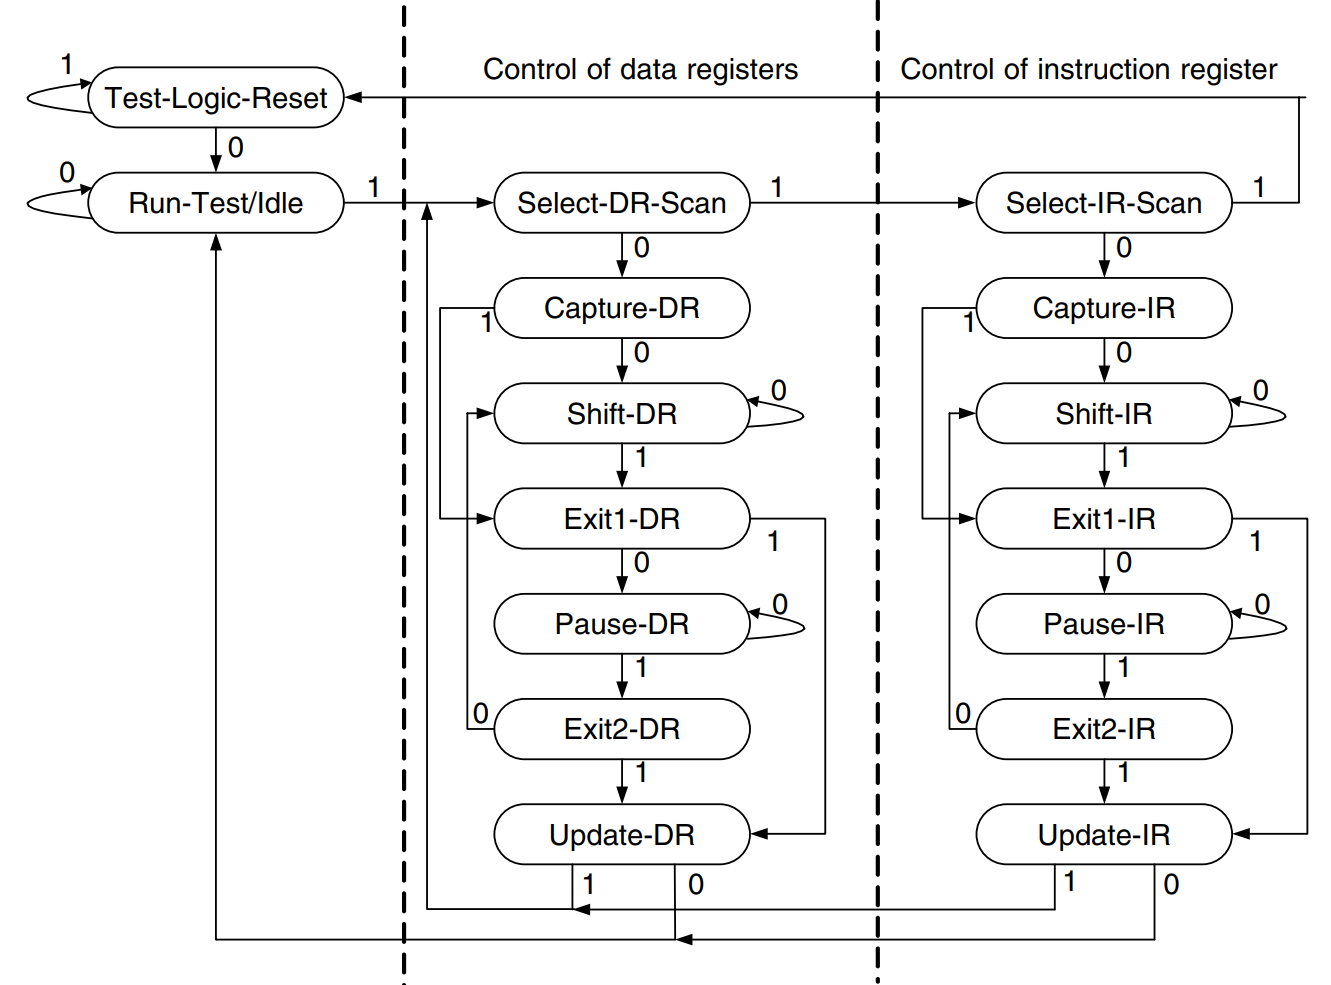 Control of data registers
Control of instruction register
1
Test-Logic-Reset
0
0
Run-Test/Idle
1
Select-DR-Scan
1
Select-IR-Scan
1
0
0
Capture-DR
1
0
Capture-IR
1
0
Shift-DR
0
1
Shift-IR
0
1
Exit1-DR
1
0
Exit1-IR
1
0
Pause-DR
0
1
Pause-IR
0
1
0
Exit2-DR
1
0
Exit2-IR
1
Update-DR
1
0
Update-IR
1
0